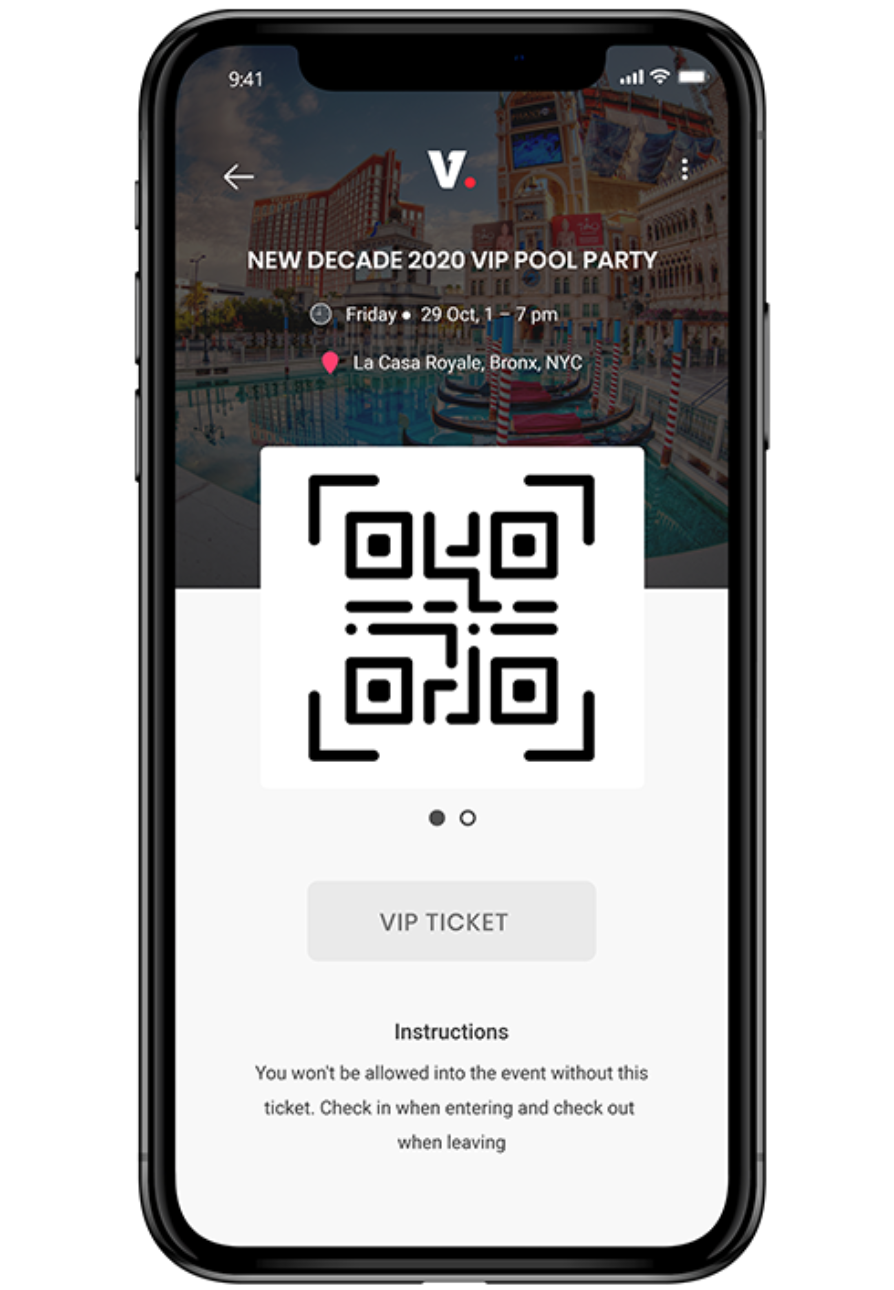 9:41
V.
NEW DECADE 2020 VIP POOL PARTY
Friday • 29 Oct, 1 – 7 pm
La Casa Royale, Bronx, NYC
VIP TICKET
Instructions
You won't be allowed into the event without this
ticket. Check in when entering and check out
when leaving